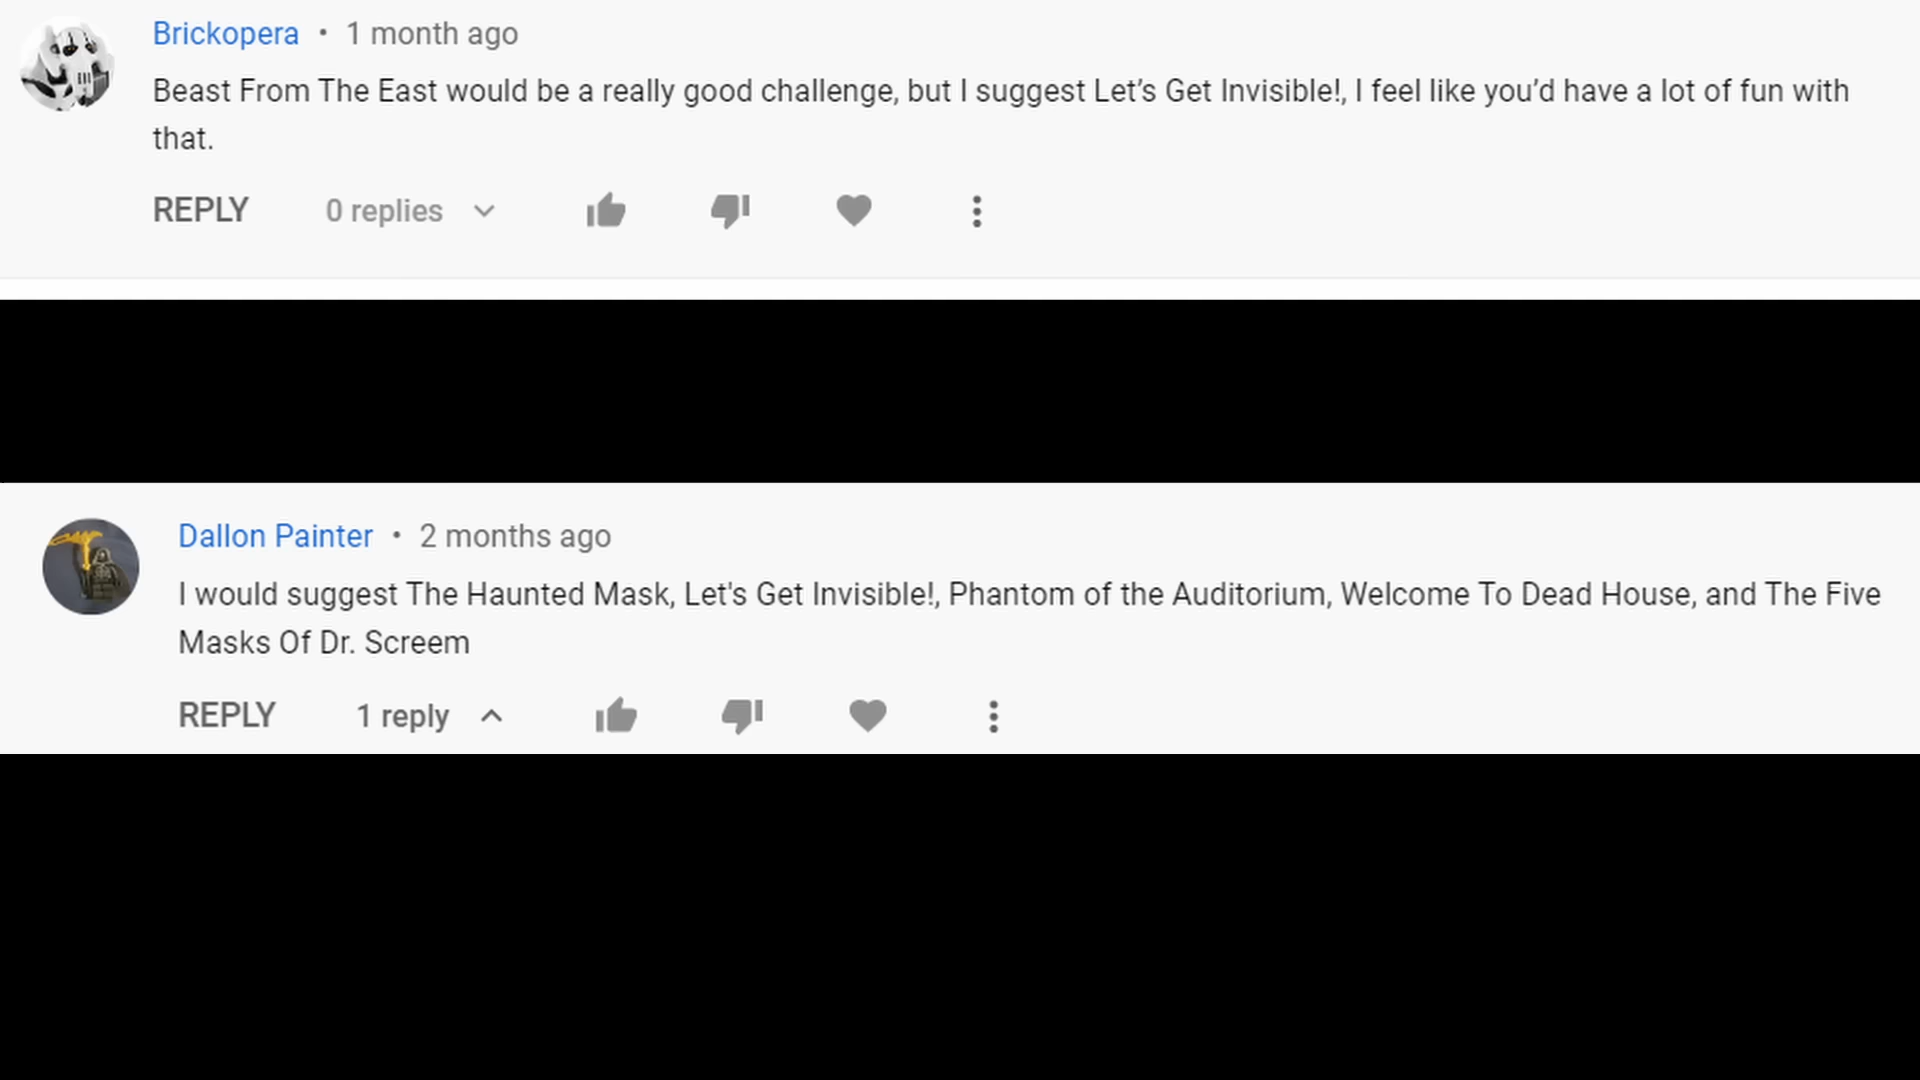 Brickopera • 1 month ago
Beast From The East would be a really good challenge, but I suggest Let’s Get Invisible!, I feel like you’d have a lot of fun with
that.
REPLY 0 replies
Dallon Painter • 2 months ago
I would suggest The Haunted Mask, Let's Get Invisible!, Phantom of the Auditorium, Welcome To Dead House, and The Five
Masks Of Dr. Screem
REPLY 1 reply